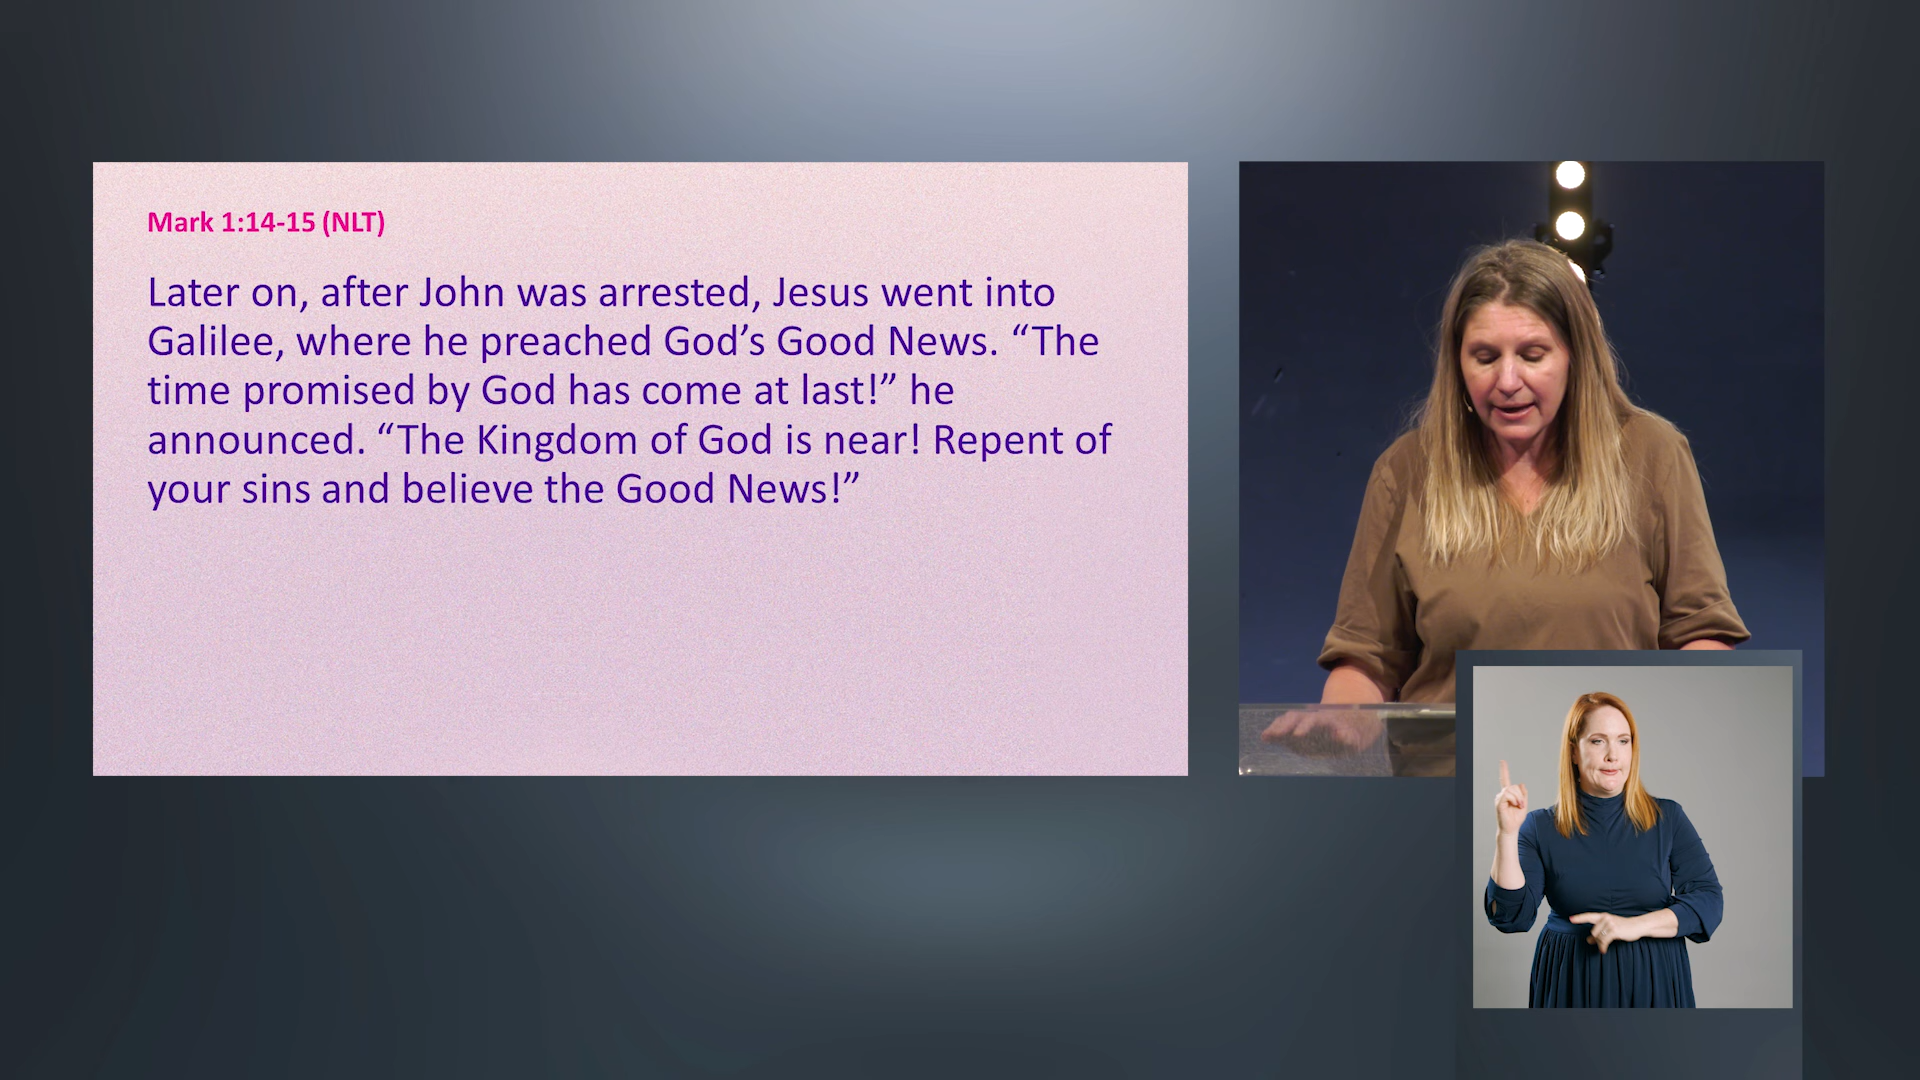 Mark 1:14-15 (NLT)
Later on, after John was arrested, Jesus went into
Galilee, where he preached God’s Good News. “The
time promised by God has come at last!” he
announced. “The Kingdom of God is near! Repent of
your sins and believe the Good News!”